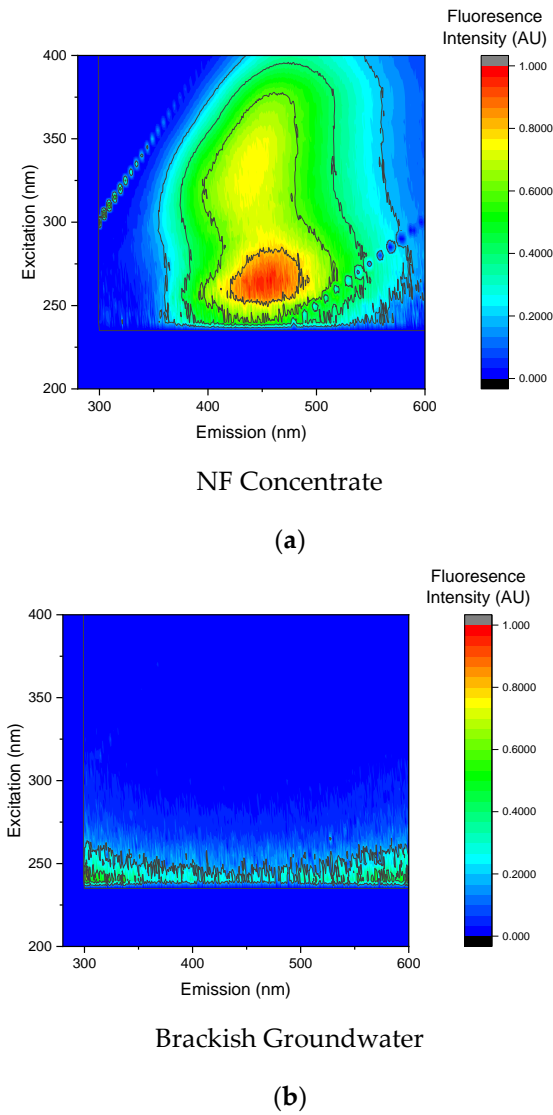 Fluoresence
Intensity (AU)
400
350
300
250
200
Excitation (nm)
300
400
500
600
Emission (nm)
1.000
0.8000
0.6000
0.4000
0.2000
0.000
NF Concentrate
(a)
Fluoresence
Intensity (AU)
400
350
300
250
200
Excitation (nm)
300
400
500
600
Emission (nm)
1.000
0.8000
0.6000
0.4000
0.2000
0.000
Brackish Groundwater
(b)